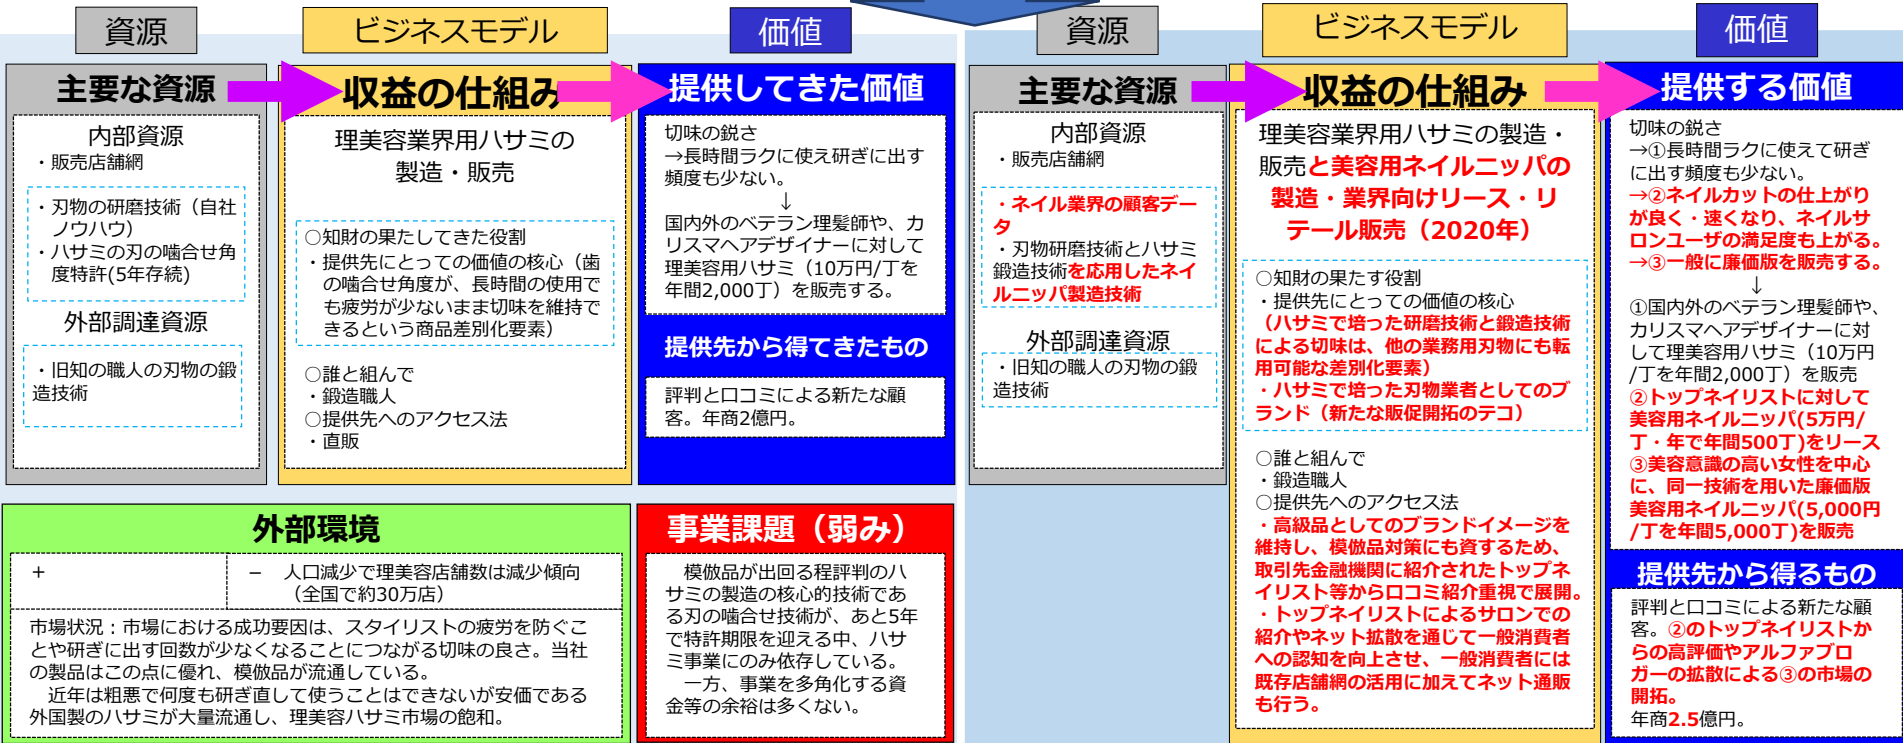 資源
ビジネスモデル
価値
主要な資源
収益の仕組み
提供してきた価値
内部資源
・販売店舗網
・刃物の研磨技術（自社
ノウハウ）
・ハサミの刃の噛合せ角
度特許(5年存続)
外部調達資源
・旧知の職人の刃物の鍛
造技術
理美容業界用ハサミの
製造・販売
○知財の果たしてきた役割
・提供先にとっての価値の核心（歯
の噛合せ角度が、長時間の使用で
も疲労が少ないまま切味を維持で
きるという商品差別化要素）
○誰と組んで
・鍛造職人
○提供先へのアクセス法
・直販
切味の鋭さ
→長時間ラクに使え研ぎに出す
頻度も少ない。
↓
国内外のベテラン理髪師や、カ
リスマヘアデザイナーに対して
理美容用ハサミ（10万円/丁を
年間2,000丁）を販売する。
提供先から得てきたもの
評判と口コミによる新たな顧
客。年商2億円。
外部環境
+
− 人口減少で理美容店舗数は減少傾向
（全国で約30万店）
市場状況：市場における成功要因は、スタイリストの疲労を防ぐこ
とや研ぎに出す回数が少なくなることにつながる切味の良さ。当社
の製品はこの点に優れ、模倣品が流通している。
近年は粗悪で何度も研ぎ直して使うことはできないが安価である
外国製のハサミが大量流通し、理美容ハサミ市場の飽和。
事業課題（弱み）
模倣品が出回る程評判のハ
サミの製造の核心的技術であ
る刃の噛合せ技術が、あと5年
で特許期限を迎える中、ハサ
ミ事業にのみ依存している。
一方、事業を多角化する資
金等の余裕は多くない。
資源
ビジネスモデル
価値
主要な資源
収益の仕組み
提供する価値
内部資源
・販売店舗網
・ネイル業界の顧客デー
タ
・刃物研磨技術とハサミ
鍛造技術を応用したネイ
ルニッパ製造技術
外部調達資源
・旧知の職人の刃物の鍛
造技術
理美容業界用ハサミの製造・
販売と美容用ネイルニッパの
製造・業界向けリース・リ
テール販売（2020年）
○知財の果たす役割
・提供先にとっての価値の核心
（ハサミで培った研磨技術と鍛造技術
による切味は、他の業務用刃物にも転
用可能な差別化要素）
・ハサミで培った刃物業者としてのブ
ランド（新たな販促開拓のテコ）
○誰と組んで
・鍛造職人
○提供先へのアクセス法
・高級品としてのブランドイメージを
維持し、模倣品対策にも資するため、
取引先金融機関に紹介されたトップネ
イリスト等から口コミ紹介重視で展開。
・トップネイリストによるサロンでの
紹介やネット拡散を通じて一般消費者
への認知を向上させ、一般消費者には
既存店舗網の活用に加えてネット通販
も行う。
切味の鋭さ
→①長時間ラクに使えて研ぎ
に出す頻度も少ない。
→②ネイルカットの仕上がり
が良く・速くなり、ネイルサ
ロンユーザの満足度も上がる。
→③一般に廉価版を販売する。
↓
①国内外のベテラン理髪師や、
カリスマヘアデザイナーに対
して理美容用ハサミ（10万円
/丁を年間2,000丁）を販売
②トップネイリストに対して
美容用ネイルニッパ(5万円/
丁・年で年間500丁)をリース
③美容意識の高い女性を中心
に、同一技術を用いた廉価版
美容用ネイルニッパ(5,000円
/丁を年間5,000丁)を販売
提供先から得るもの
評判と口コミによる新たな顧
客。②のトップネイリストか
らの高評価やアルファブロ
ガーの拡散による③の市場の
開拓。
年商2.5億円。